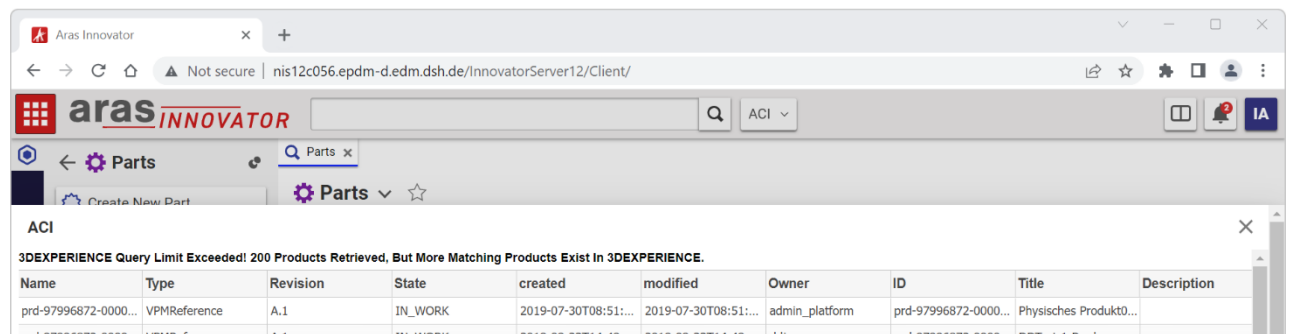 Aras Innovator
Not secure | nis12c056.epdm-d.edm.dsh.de/InnovatorServer12/Client/
aras INNOVATOR
ACI
2
IA
Parts
Parts
Create New Part
Parts
ACI
3DEXPERIENCE Query Limit Exceeded! 200 Products Retrieved, But More Matching Products Exist In 3DEXPERIENCE.
Name Type Revision State created modified Owner ID Title Description
prd-97996872-0000... VPMReference A.1 IN_WORK 2019-07-30T08:51:... 2019-07-30T08:51:... admin_platform prd-97996872-0000... Physisches Produkt0...